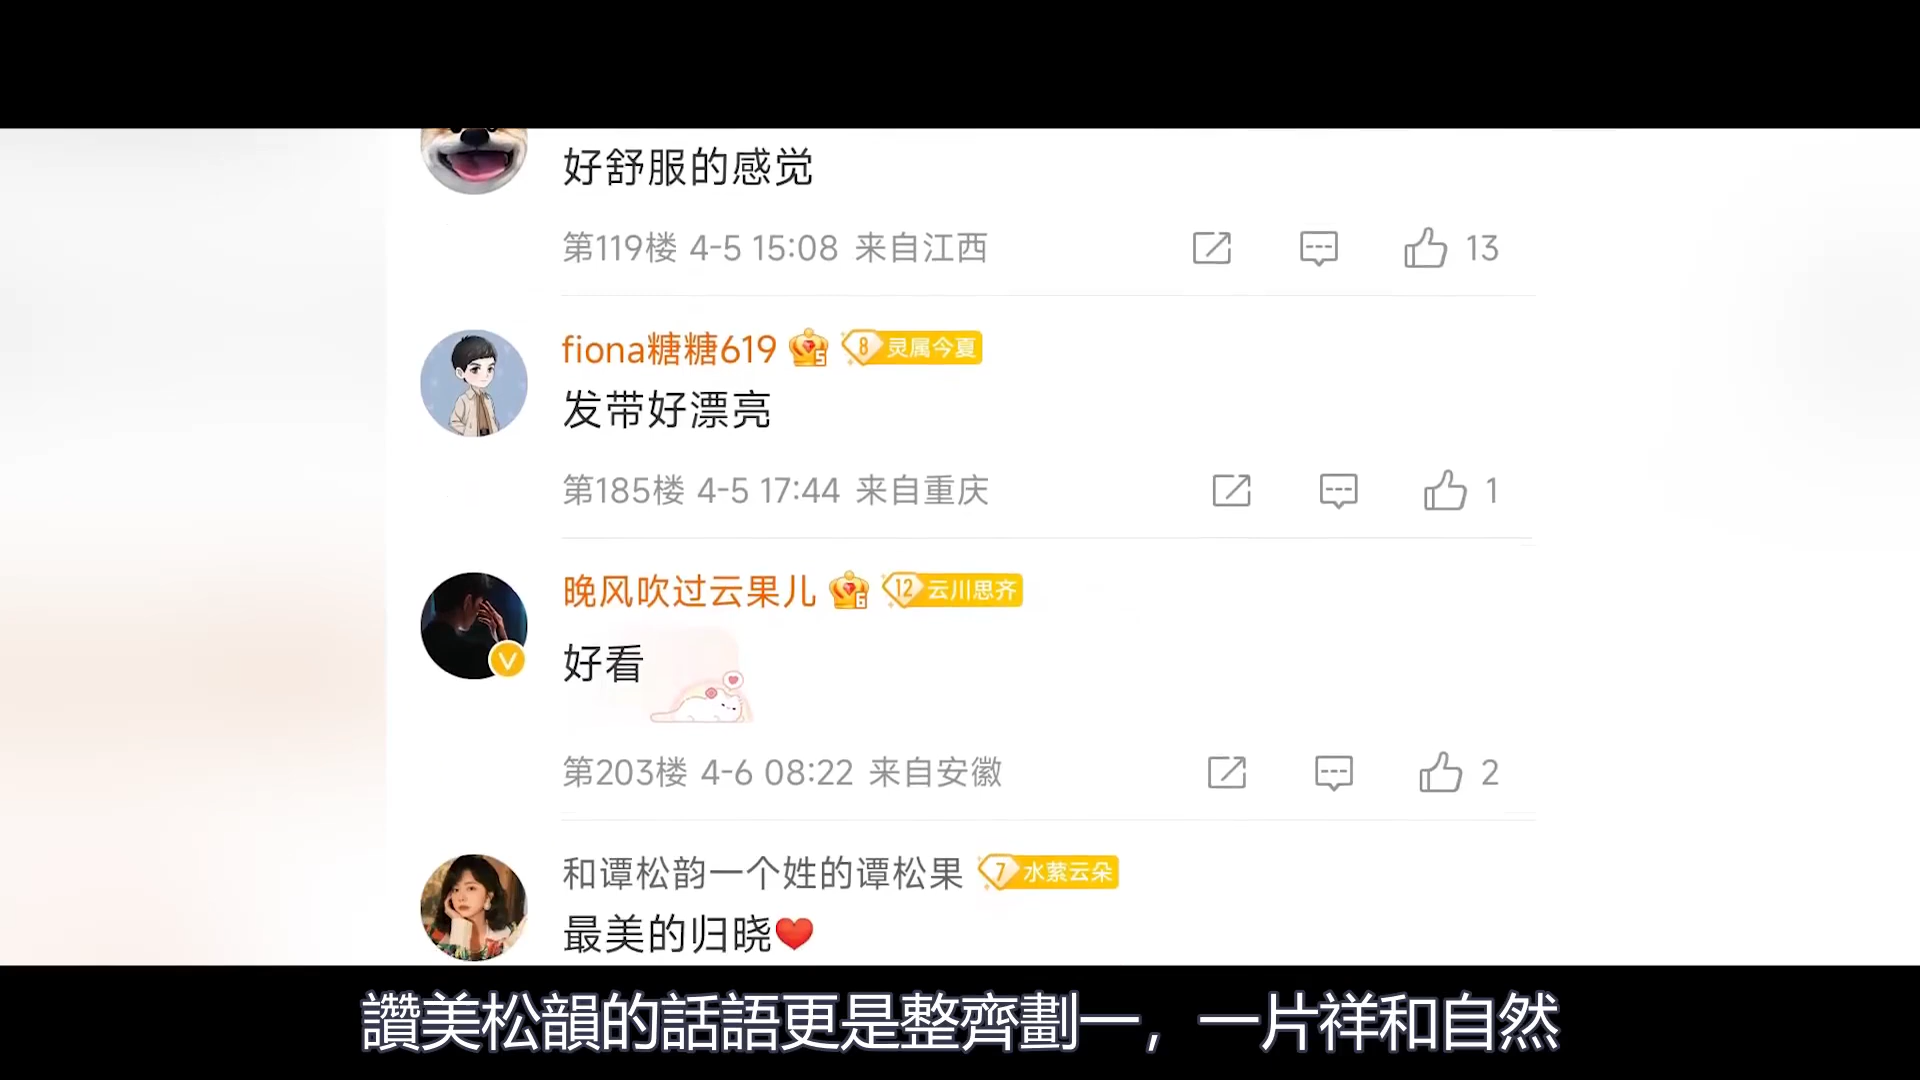 好舒服的感觉
第119楼 4-5 15:08 来自江西
13
fiona糖糖619 5 8 灵属今夏
发带好漂亮
第185楼 4-5 17:44 来自重庆
1
晚风吹过云果儿 6 12 云川思齐
好看
第203楼 4-6 08:22 来自安徽
2
和谭松韵一个姓的谭松果 7 水萦云朵
最美的归晓❤️
讚美松韻的話語更是整齊劃一，一片祥和自然